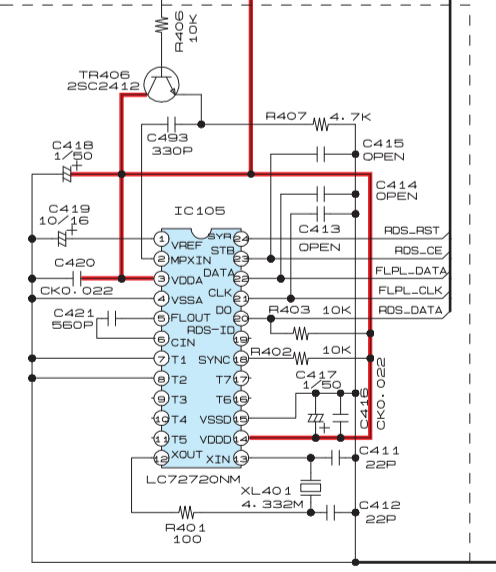 R406
10K
TR406
2SC2412
C493
330P
R407 4.7K
C418
1/50
+
C415
OPEN
C414
OPEN
C413
OPEN
C419
10/16
+
IC105
C420
CK0.022
C421
560P
1 VREF
2 MPXIN
3 VDDA
4 VSSA
5 FLOUT
6 CIN
7 T1
8 T2
9 T3
10 T4
11 T5
12 XOUT
SYR 24
STB 23
DATA 22
CLK 21
DO 20
RDS-ID 19
SYNC 18
T7 17
T6 16
VSSD 15
VDDD 14
XIN 13
LC72720NM
RDS_RST
RDS_CE
FLPL_DATA
FLPL_CLK
RDS_DATA
R403 10K
R402 10K
C417
1/50
+
C416
CK0.022
C411
22P
XL401
4.332M
C412
22P
R401
100